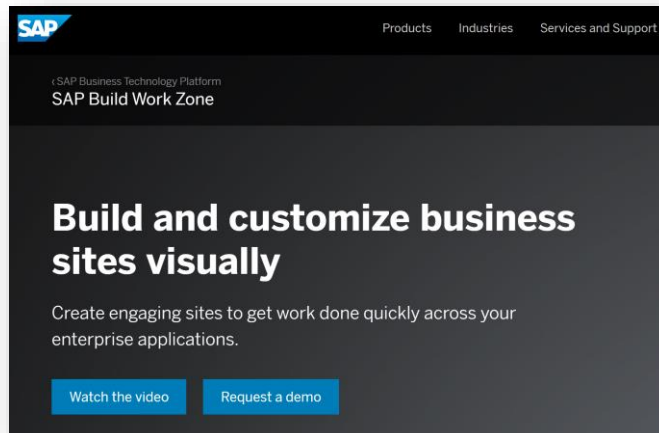 SAP
Products Industries Services and Support
‹ SAP Business Technology Platform
SAP Build Work Zone
Build and customize business
sites visually
Create engaging sites to get work done quickly across your
enterprise applications.
Watch the video Request a demo